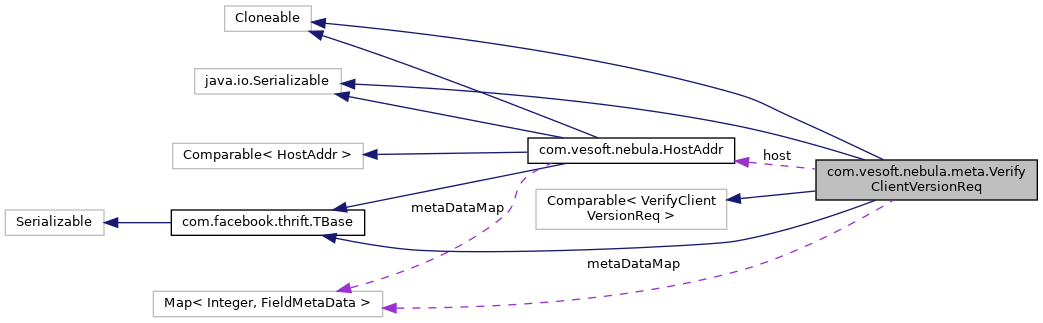 Cloneable
java.io.Serializable
com.vesoft.nebula.HostAddr
host
Comparable< HostAddr >
com.vesoft.nebula.meta.Verify
ClientVersionReq
Comparable< VerifyClient
VersionReq >
metaDataMap
Serializable
com.facebook.thrift.TBase
metaDataMap
Map< Integer, FieldMetaData >